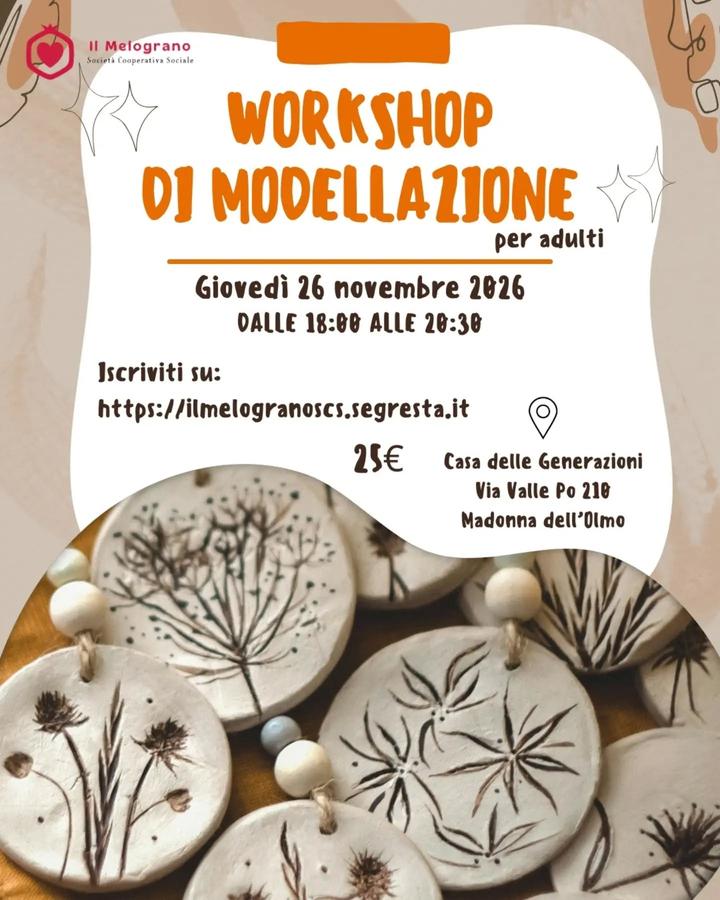 Il Melograno
Società Cooperativa Sociale
WORKSHOP
DI MODELLAZIONE
per adulti
Giovedì 26 novembre 2026
DALLE 18:00 ALLE 20:30
Iscriviti su:
https://ilmelogranoscs.segresta.it
25€
Casa delle Generazioni
Via Valle Po 210
Madonna dell'Olmo